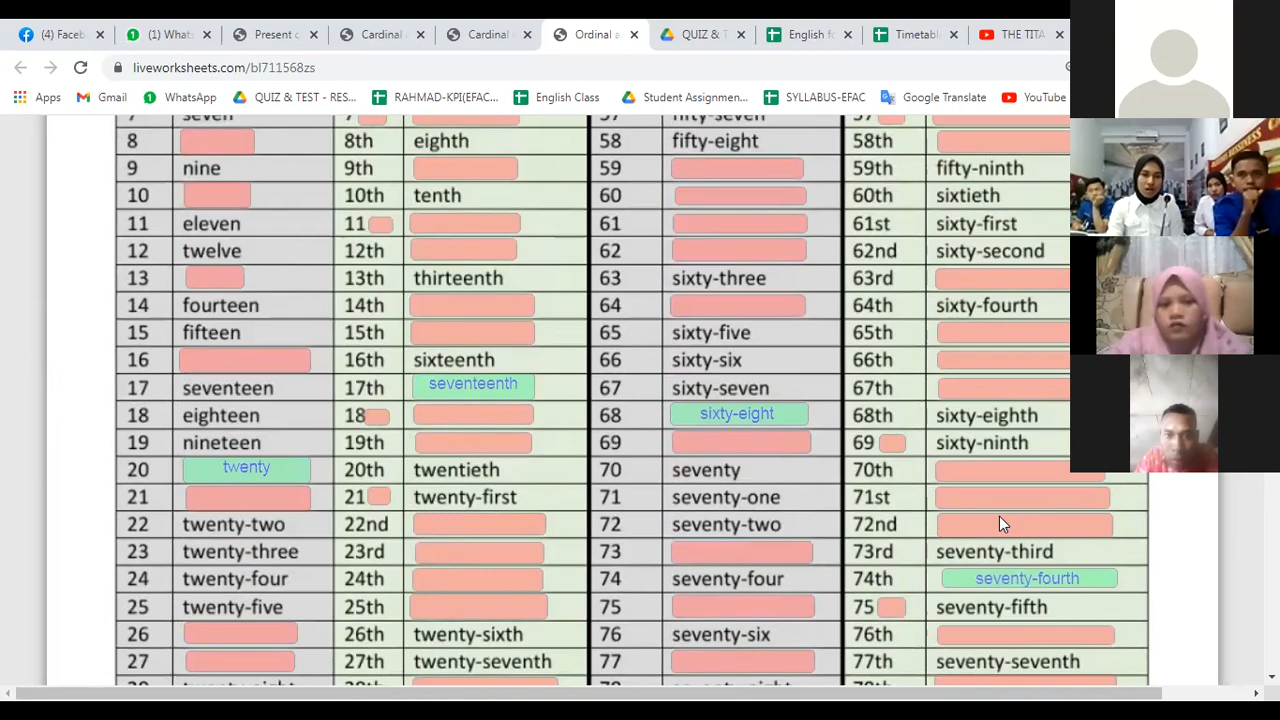 (4) Faceb
(1) Whats
Present c
Cardinal
Cardinal
Ordinal a
QUIZ & T
English fo
Timetabl
THE TITA
liveworksheets.com/bl711568zs
Apps
Gmail
WhatsApp
QUIZ & TEST - RES...
RAHMAD-KPI(EFAC...
English Class
Student Assignmen...
SYLLABUS-EFAC
Google Translate
YouTube
7 seven 7 57 fifty-seven 57
8 8th eighth 58 fifty-eight 58th
9 nine 9th 59 59th fifty-ninth
10 10th tenth 60 60th sixtieth
11 eleven 11 61 61st sixty-first
12 twelve 12th 62 62nd sixty-second
13 13th thirteenth 63 sixty-three 63rd
14 fourteen 14th 64 64th sixty-fourth
15 fifteen 15th 65 sixty-five 65th
16 16th sixteenth 66 sixty-six 66th
17 seventeen 17th seventeenth 67 sixty-seven 67th
18 eighteen 18 68 sixty-eight 68th sixty-eighth
19 nineteen 19th 69 69 sixty-ninth
20 twenty 20th twentieth 70 seventy 70th
21 21 twenty-first 71 seventy-one 71st
22 twenty-two 22nd 72 seventy-two 72nd
23 twenty-three 23rd 73 73rd seventy-third
24 twenty-four 24th 74 seventy-four 74th seventy-fourth
25 twenty-five 25th 75 75 seventy-fifth
26 26th twenty-sixth 76 seventy-six 76th
27 27th twenty-seventh 77 77th seventy-seventh